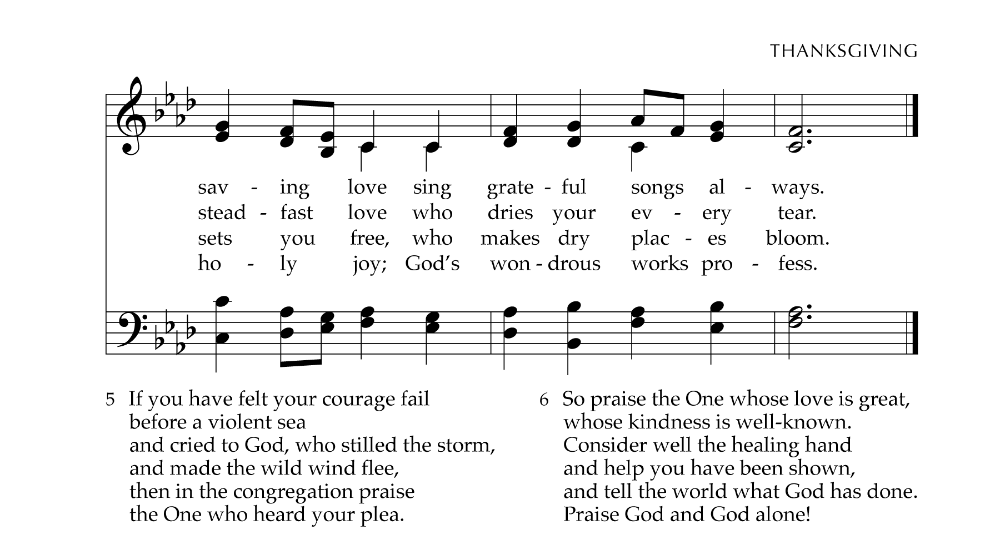 THANKSGIVING
sav - ing love sing grate - ful songs al - ways.
stead - fast love who dries your ev - ery tear.
sets you free, who makes dry plac - es bloom.
ho - ly joy; God’s won - drous works pro - fess.
5 If you have felt your courage fail
before a violent sea
and cried to God, who stilled the storm,
and made the wild wind flee,
then in the congregation praise
the One who heard your plea.
6 So praise the One whose love is great,
whose kindness is well-known.
Consider well the healing hand
and help you have been shown,
and tell the world what God has done.
Praise God and God alone!